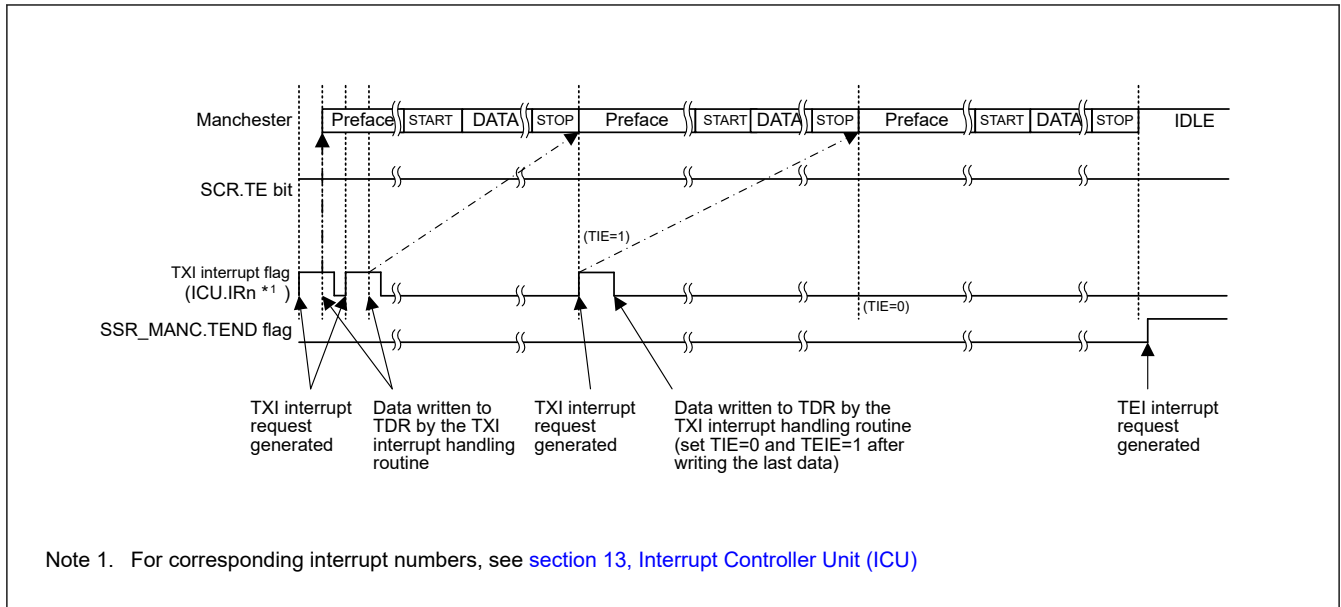 Manchester Preface START DATA STOP Preface START DATA STOP Preface START DATA STOP IDLE
SCR.TE bit
(TIE=1)
TXI interrupt flag
(ICU.IRn *1 )
(TIE=0)
SSR_MANC.TEND flag
TXI interrupt
request
generated
Data written to
TDR by the TXI
interrupt handling
routine
TXI interrupt
request
generated
Data written to TDR by the
TXI interrupt handling routine
(set TIE=0 and TEIE=1 after
writing the last data)
TEI interrupt
request
generated
Note 1. For corresponding interrupt numbers, see section 13, Interrupt Controller Unit (ICU)